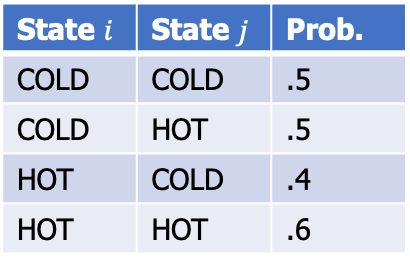 State i State j Prob.
COLD COLD .5
COLD HOT .5
HOT COLD .4
HOT HOT .6